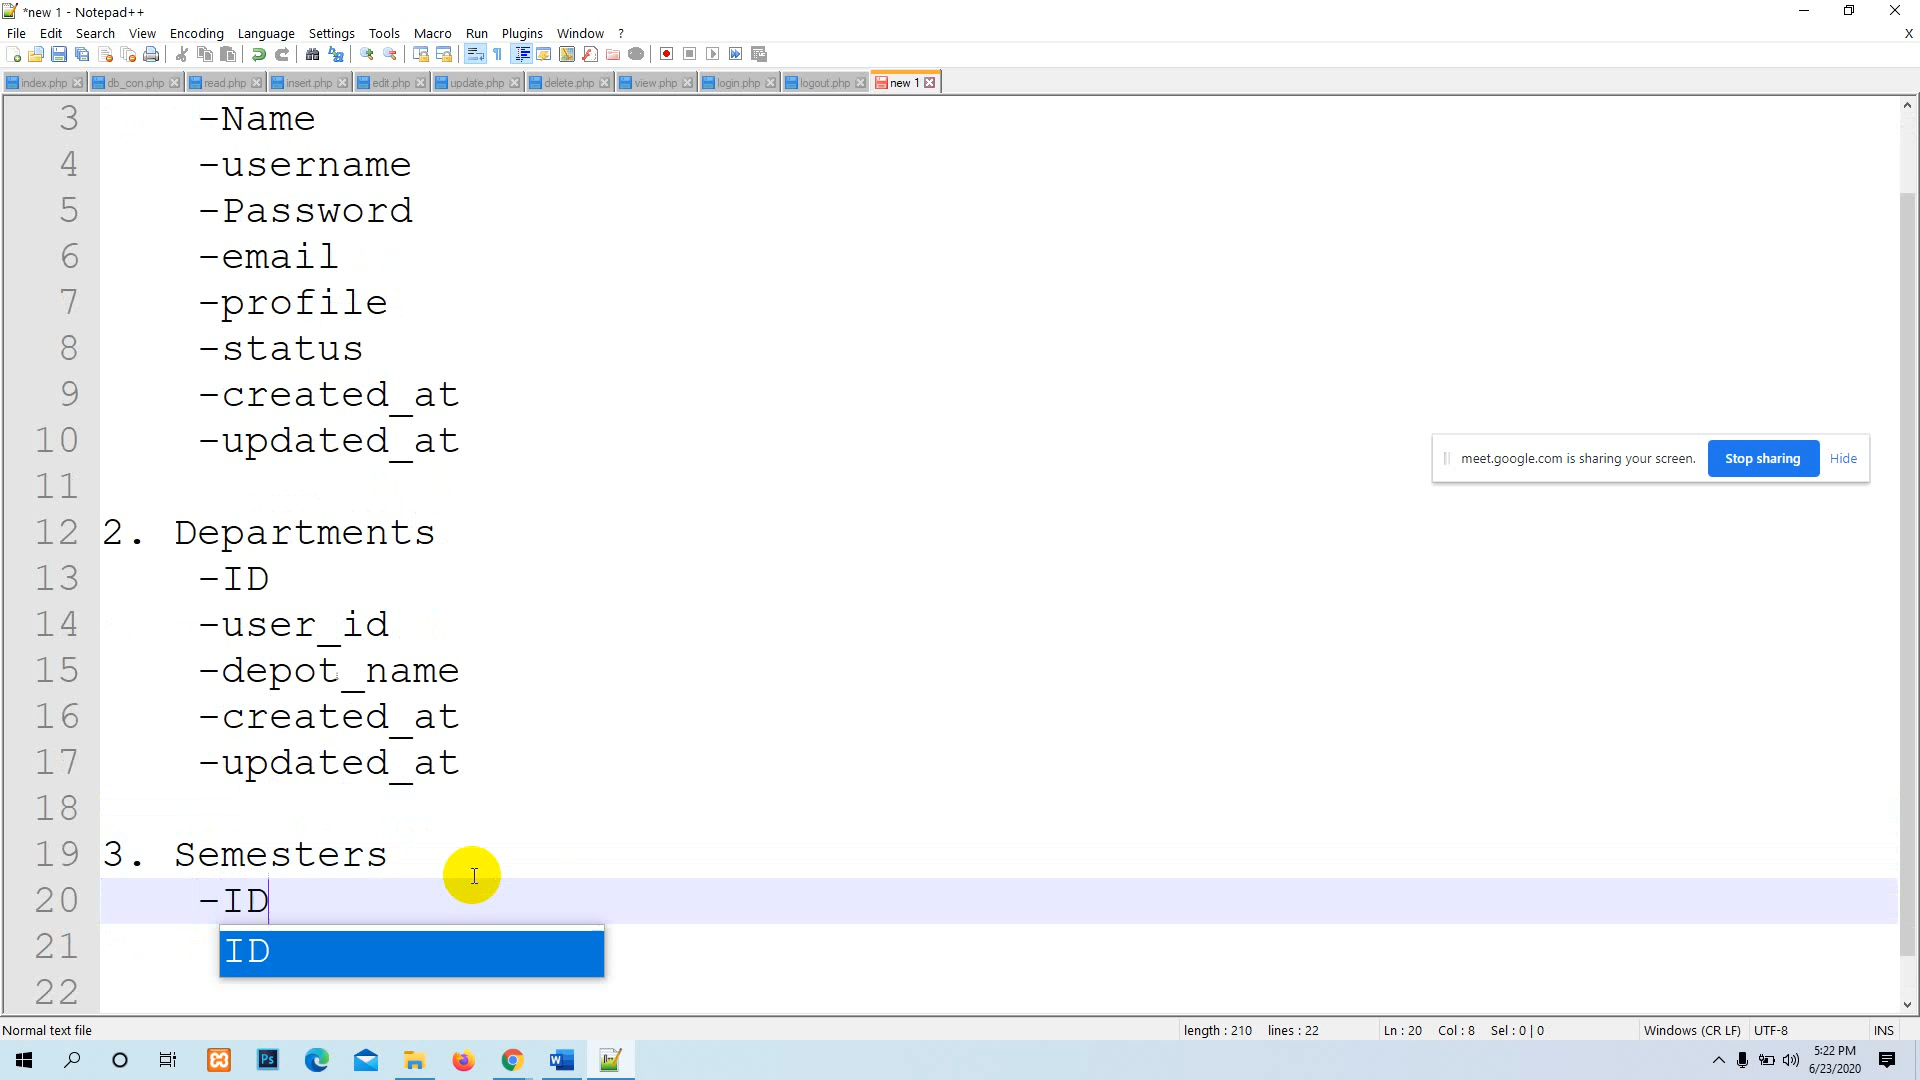 *new 1 - Notepad++
File Edit Search View Encoding Language Settings Tools Macro Run Plugins Window ? X
index.php db_con.php read.php insert.php edit.php update.php delete.php view.php login.php logout.php new 1
3 -Name
4 -username
5 -Password
6 -email
7 -profile
8 -status
9 -created_at
10 -updated_at
11
12 2. Departments
13 -ID
14 -user_id
15 -depot_name
16 -created_at
17 -updated_at
18
19 3. Semesters
20 -ID
21 ID
22
meet.google.com is sharing your screen. Stop sharing Hide
Normal text file length : 210 lines : 22 Ln : 20 Col : 8 Sel : 0 | 0 Windows (CR LF) UTF-8 INS
5:22 PM
6/23/2020